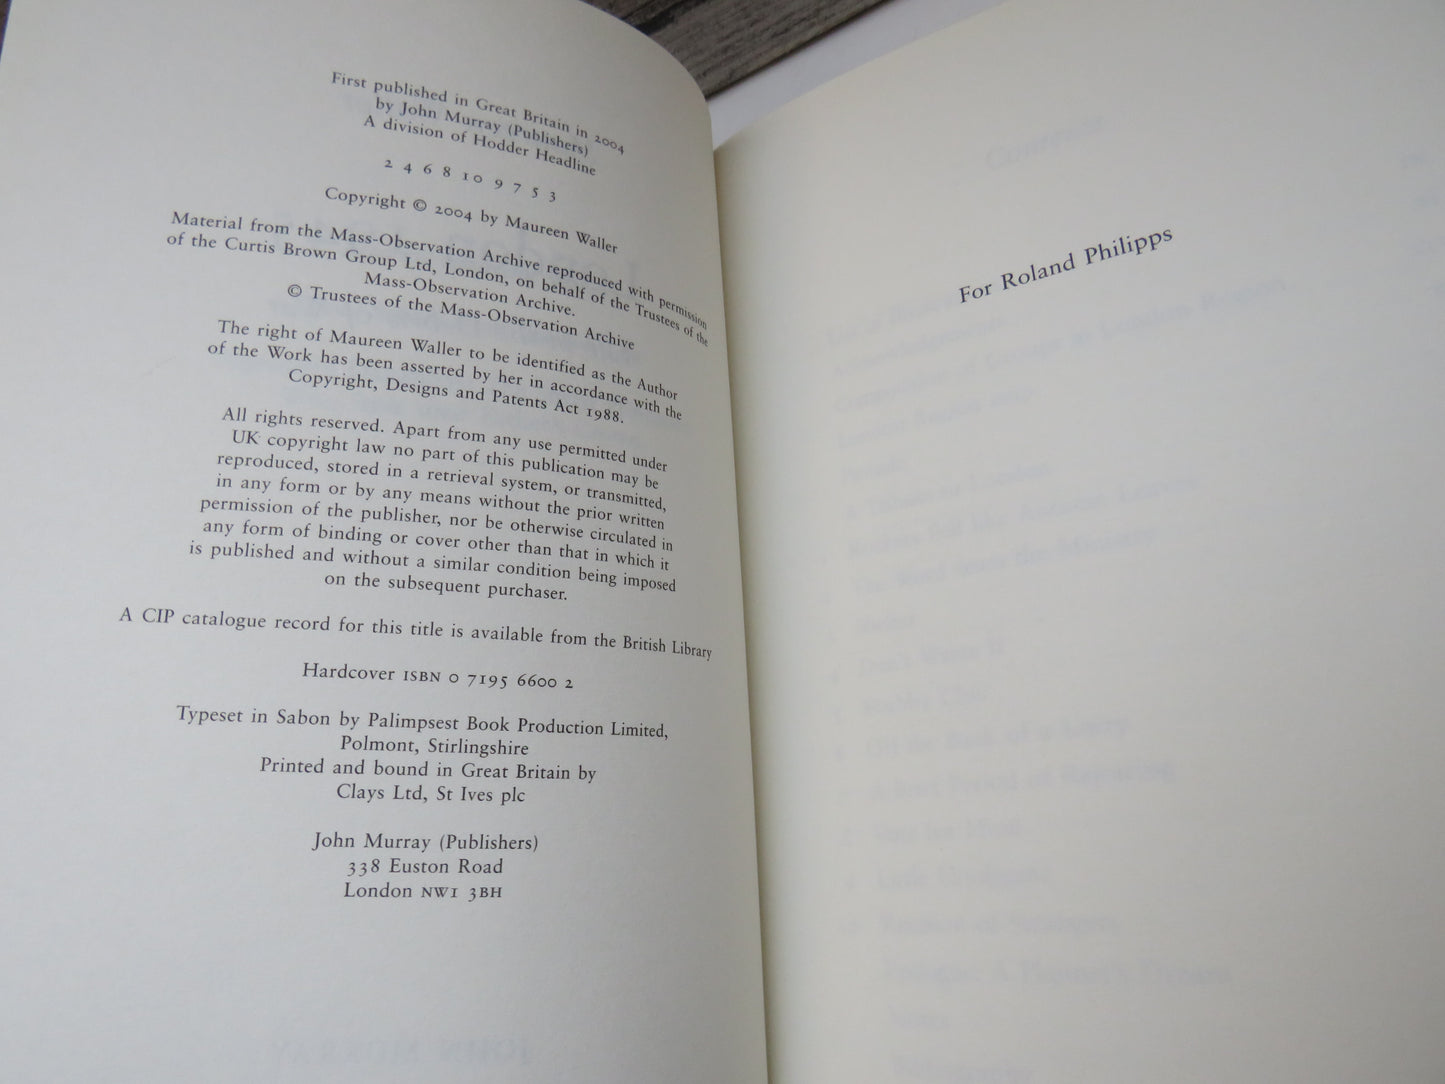 First published in Great Britain in 2004
by John Murray (Publishers)
A division of Hodder Headline
2 4 6 8 10 9 7 5 3
Copyright © 2004 by Maureen Waller
Material from the Mass-Observation Archive reproduced with permission
of the Curtis Brown Group Ltd, London, on behalf of the Trustees of the
Mass-Observation Archive.
© Trustees of the Mass-Observation Archive
The right of Maureen Waller to be identified as the Author
of the Work has been asserted by her in accordance with the
Copyright, Designs and Patents Act 1988.
All rights reserved. Apart from any use permitted under
UK copyright law no part of this publication may be
reproduced, stored in a retrieval system, or transmitted,
in any form or by any means without the prior written
permission of the publisher, nor be otherwise circulated in
any form of binding or cover other than that in which it
is published and without a similar condition being imposed
on the subsequent purchaser.
A CIP catalogue record for this title is available from the British Library
Hardcover ISBN 0 7195 6600 2
Typeset in Sabon by Palimpsest Book Production Limited,
Polmont, Stirlingshire
Printed and bound in Great Britain by
Clays Ltd, St Ives plc
John Murray (Publishers)
338 Euston Road
London NW1 3BH
For Roland Philipps